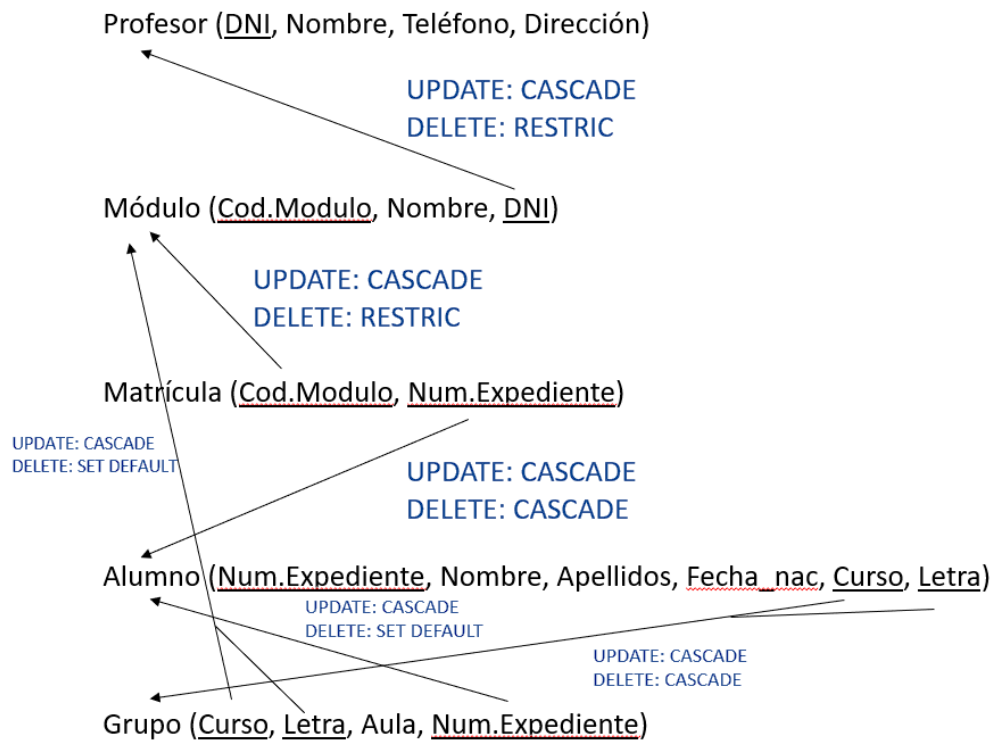 Profesor (DNI, Nombre, Teléfono, Dirección)
UPDATE: CASCADE
DELETE: RESTRIC
Módulo (Cod.Modulo, Nombre, DNI)
UPDATE: CASCADE
DELETE: RESTRIC
Matrícula (Cod.Modulo, Num.Expediente)
UPDATE: CASCADE
DELETE: SET DEFAULT
UPDATE: CASCADE
DELETE: CASCADE
Alumno (Num.Expediente, Nombre, Apellidos, Fecha_nac, Curso, Letra)
UPDATE: CASCADE
DELETE: SET DEFAULT
UPDATE: CASCADE
DELETE: CASCADE
Grupo (Curso, Letra, Aula, Num.Expediente)